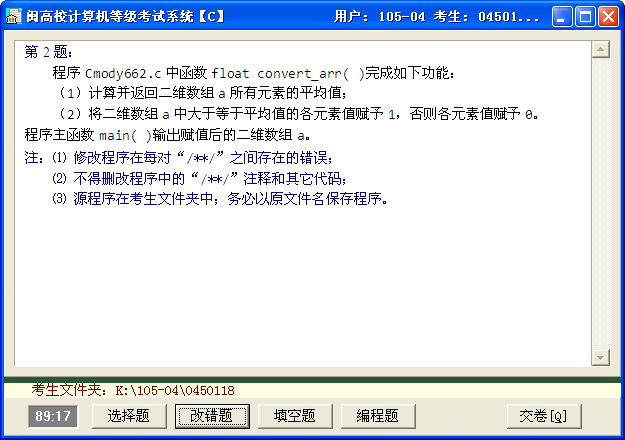 闽高校计算机等级考试系统【C】 用户: 105-04 考生: 04501...
第 2 题:
程序 Cmody662.c 中函数 float convert_arr( )完成如下功能:
（1）计算并返回二维数组 a 所有元素的平均值;
（2）将二维数组 a 中大于等于平均值的各元素值赋予 1, 否则各元素值赋予 0。
程序主函数 main( )输出赋值后的二维数组 a。
注: ⑴ 修改程序在每对“/**/”之间存在的错误;
⑵ 不得删改程序中的“/**/”注释和其它代码;
⑶ 源程序在考生文件夹中; 务必以原文件名保存程序。
考生文件夹: K:\105-04\0450118
89:17 选择题 改错题 填空题 编程题 交卷[Q]